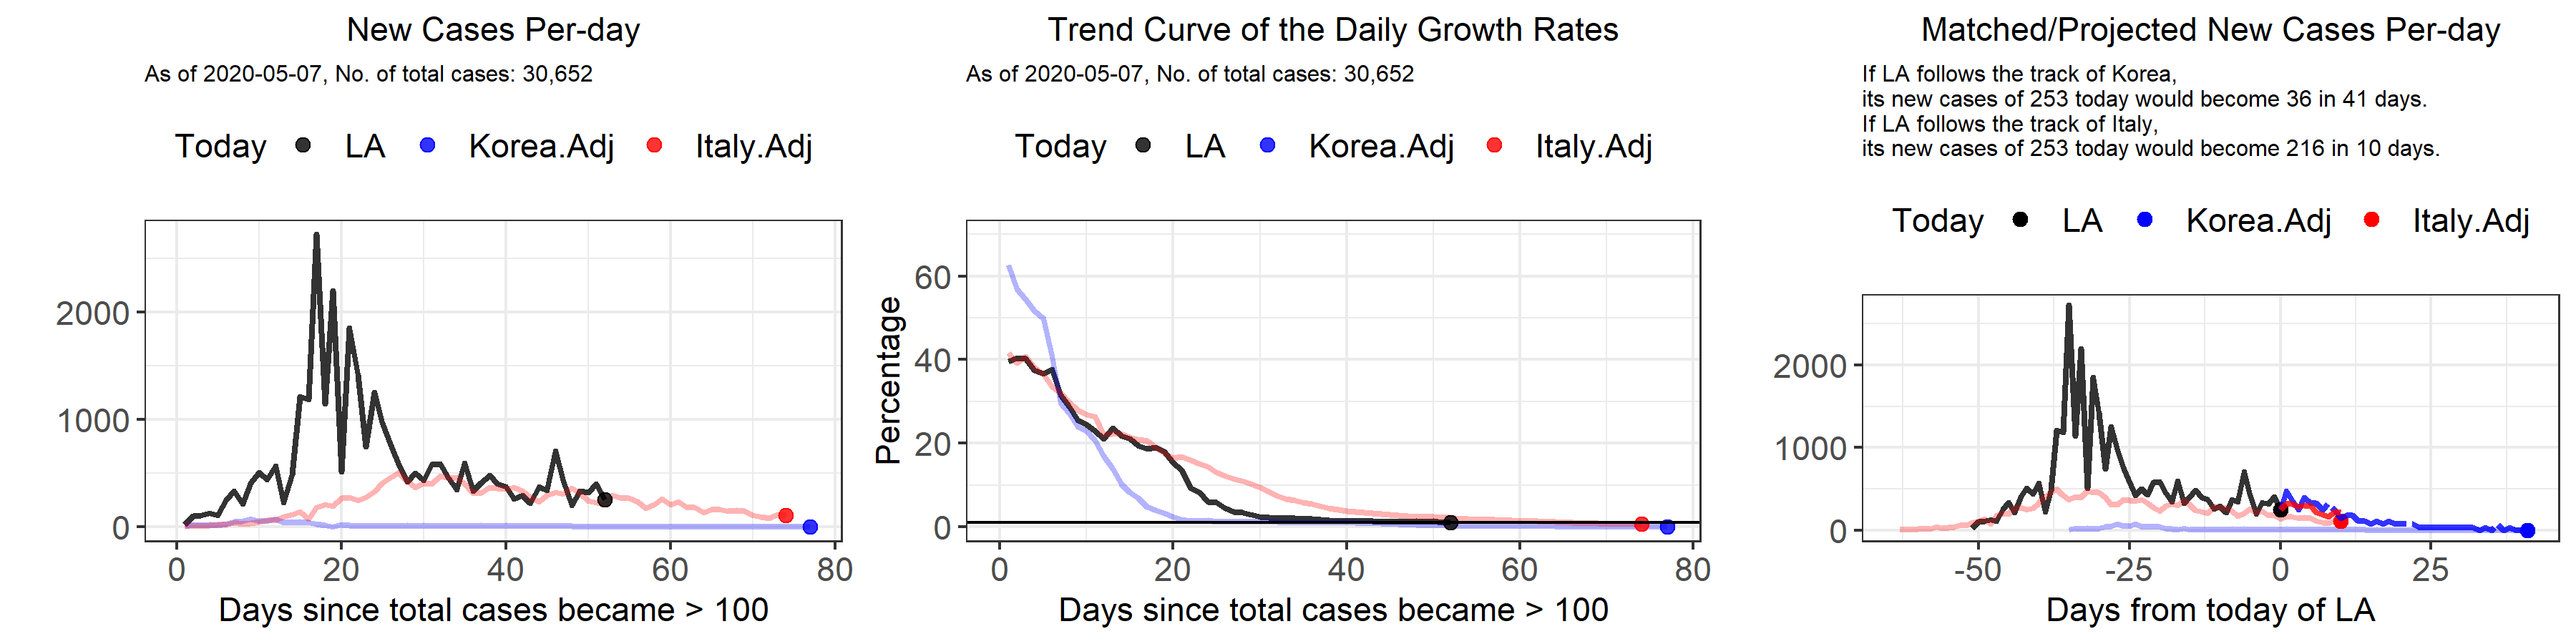 New Cases Per-day
As of 2020-05-07, No. of total cases: 30,652
Today LA Korea.Adj Italy.Adj
2000
1000
0
0 20 40 60 80
Days since total cases became > 100
Trend Curve of the Daily Growth Rates
As of 2020-05-07, No. of total cases: 30,652
Today LA Korea.Adj Italy.Adj
Percentage
60
40
20
0
0 20 40 60 80
Days since total cases became > 100
Matched/Projected New Cases Per-day
If LA follows the track of Korea,
its new cases of 253 today would become 36 in 41 days.
If LA follows the track of Italy,
its new cases of 253 today would become 216 in 10 days.
Today LA Korea.Adj Italy.Adj
2000
1000
0
-50 -25 0 25
Days from today of LA